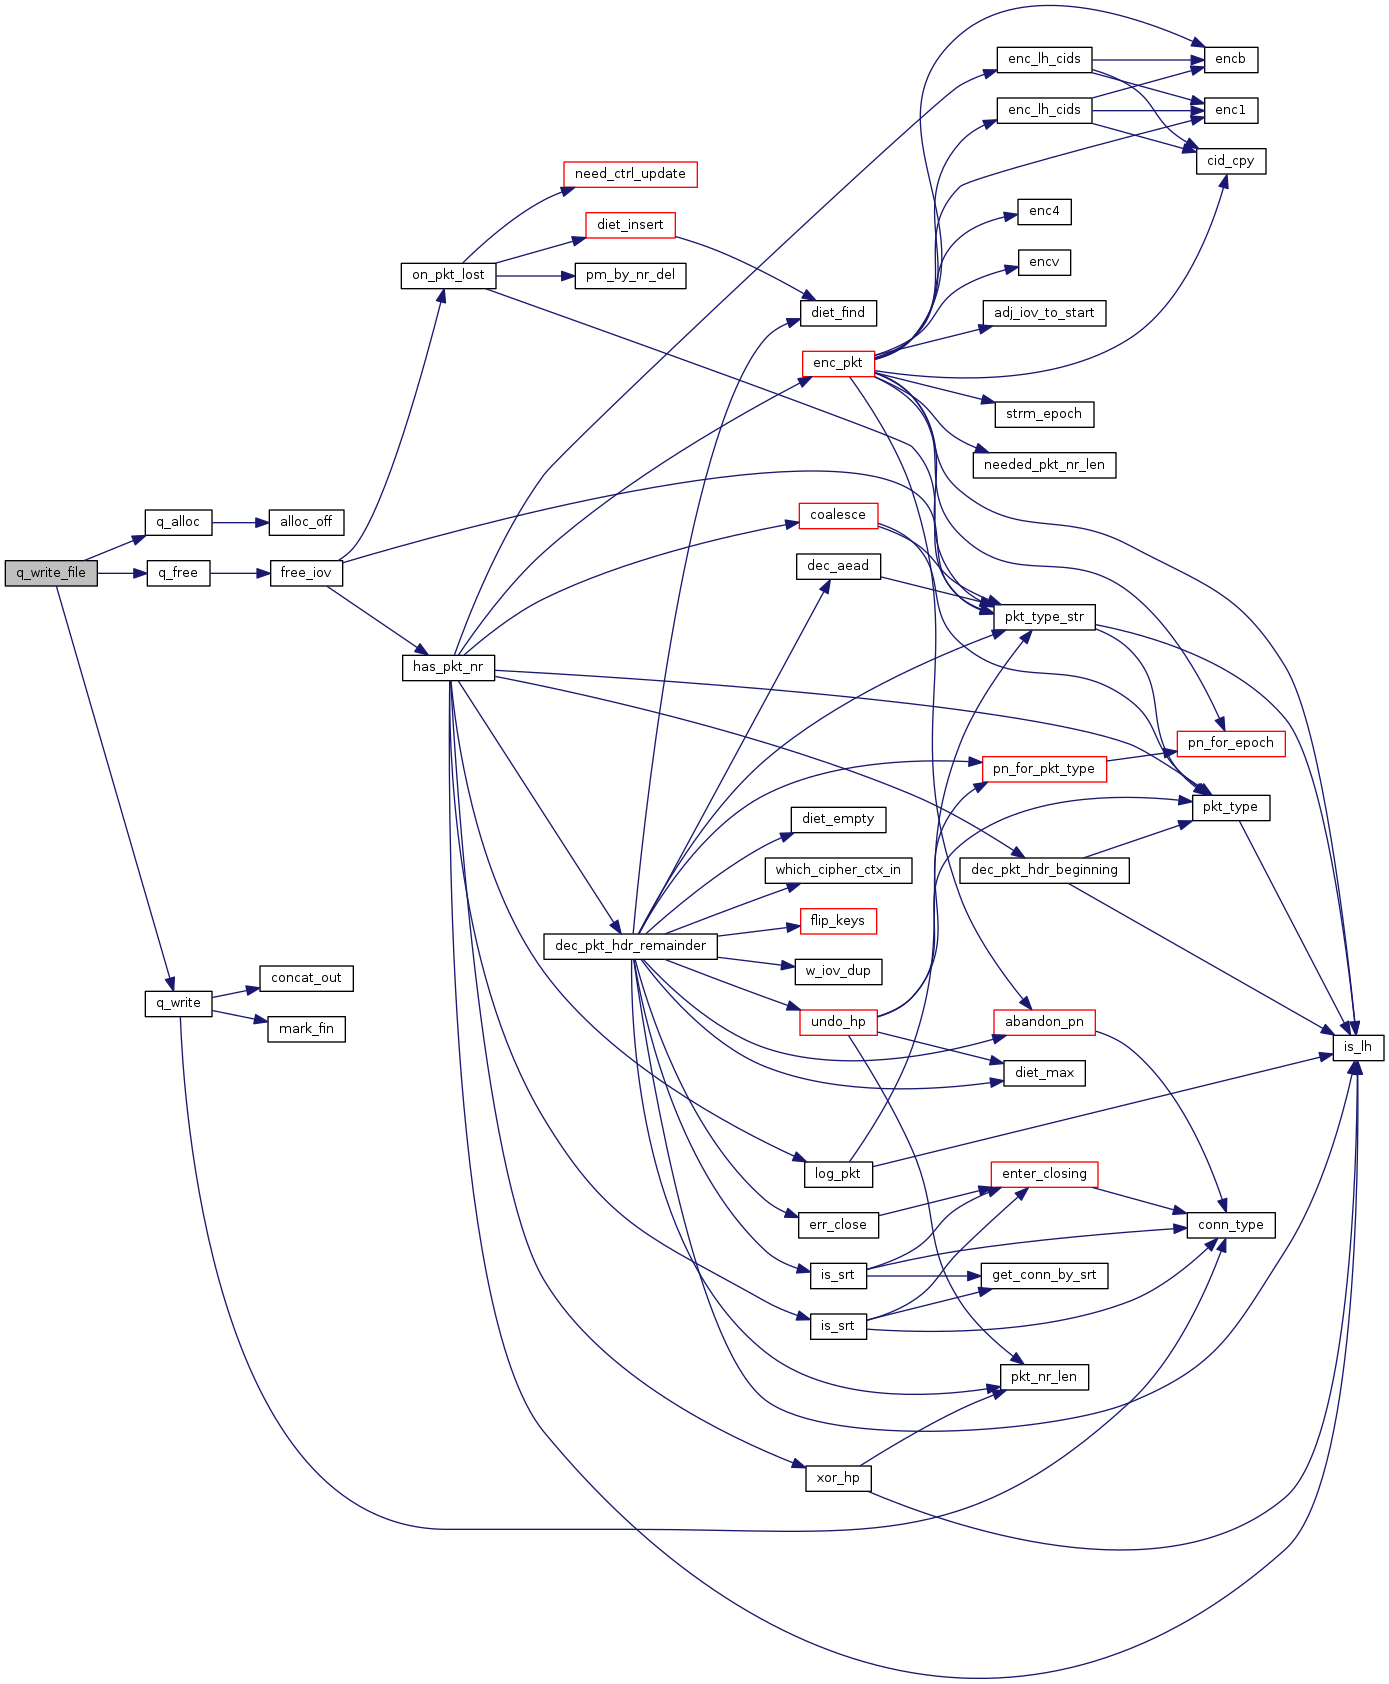 q_write_file
q_alloc
q_free
q_write
alloc_off
free_iov
concat_out
mark_fin
on_pkt_lost
has_pkt_nr
need_ctrl_update
diet_insert
pm_by_nr_del
dec_pkt_hdr_remainder
diet_find
enc_pkt
coalesce
dec_aead
diet_empty
which_cipher_ctx_in
flip_keys
w_iov_dup
undo_hp
log_pkt
err_close
is_srt
is_srt
xor_hp
enc_lh_cids
enc_lh_cids
enc4
encv
adj_iov_to_start
strm_epoch
needed_pkt_nr_len
pkt_type_str
pn_for_pkt_type
dec_pkt_hdr_beginning
abandon_pn
diet_max
enter_closing
get_conn_by_srt
pkt_nr_len
encb
enc1
cid_cpy
pn_for_epoch
pkt_type
conn_type
is_lh